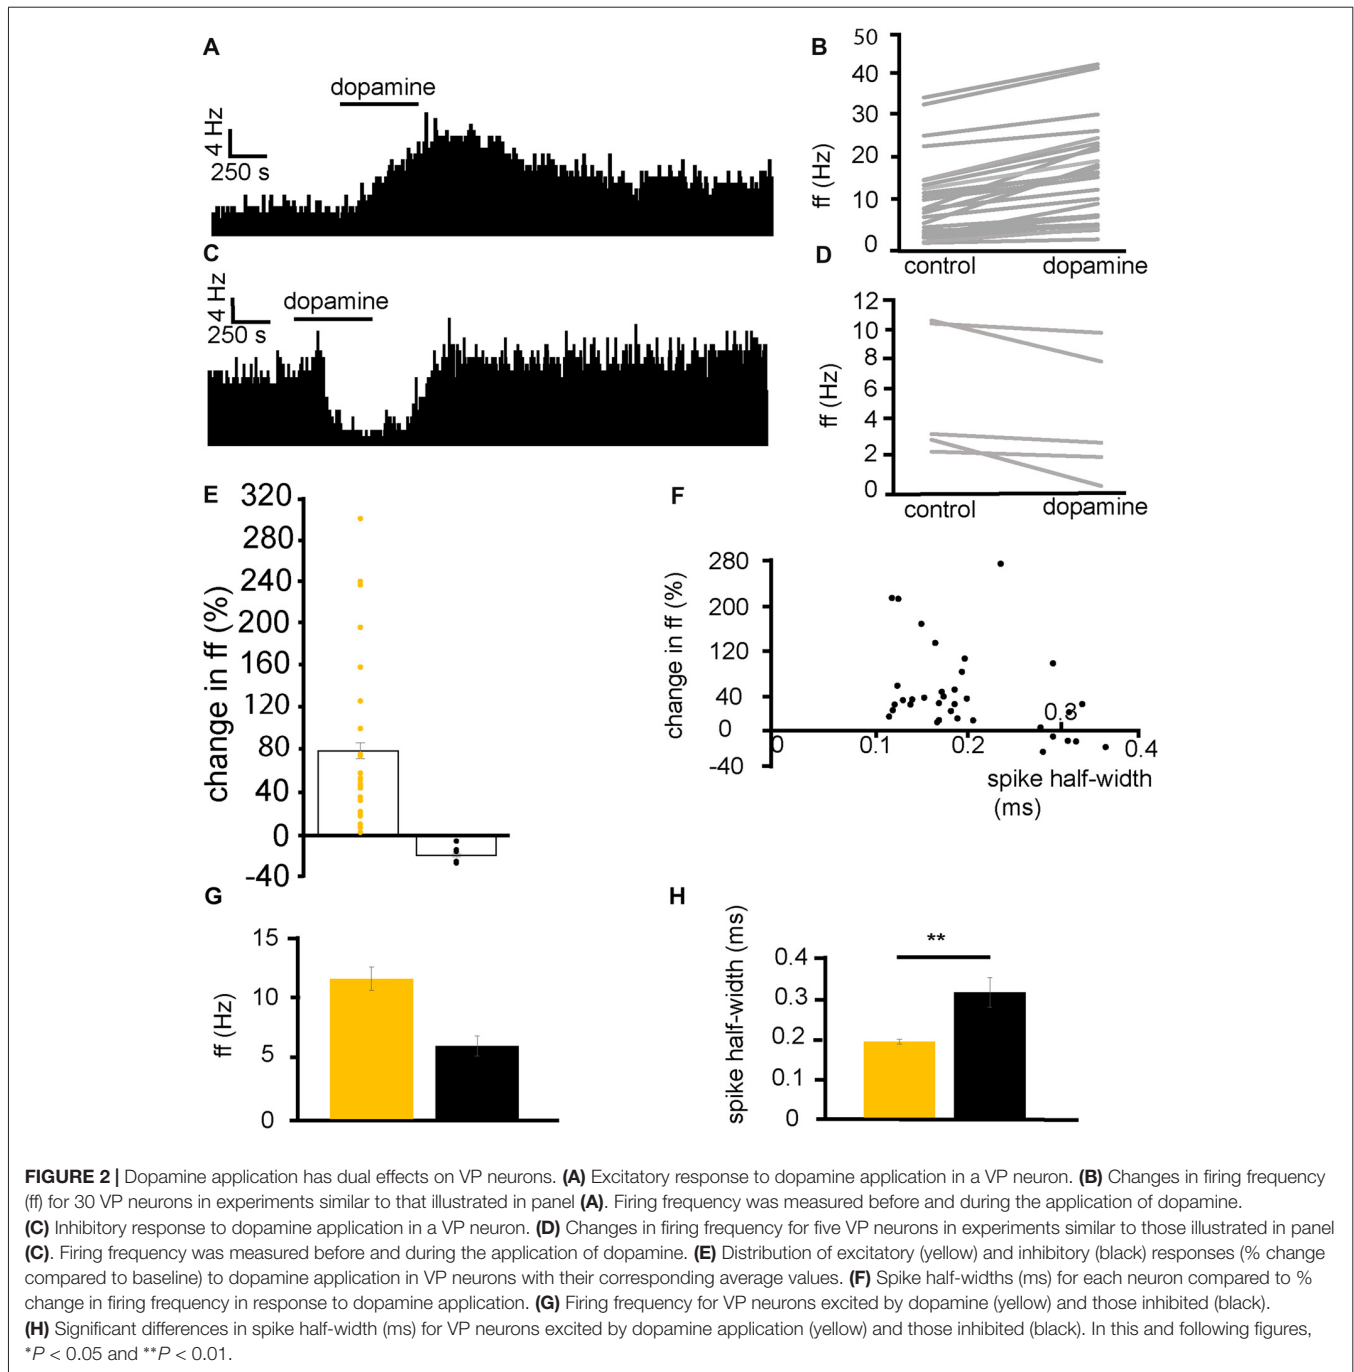 A
dopamine
4 Hz
250 s
B
50
40
30
20
10
0
ff (Hz)
control dopamine
C
dopamine
4 Hz
250 s
D
12
10
8
6
4
2
0
ff (Hz)
control dopamine
E
320
280
240
200
160
120
80
40
0
-40
change in ff (%)
F
280
200
120
40
0
-40
change in ff (%)
0 0.1 0.2 0.3 0.4
spike half-width
(ms)
G
15
10
5
0
ff (Hz)
H
**
0.4
0.3
0.2
0.1
0
spike half-width (ms)
FIGURE 2 | Dopamine application has dual effects on VP neurons. (A) Excitatory response to dopamine application in a VP neuron. (B) Changes in firing frequency
(ff) for 30 VP neurons in experiments similar to that illustrated in panel (A). Firing frequency was measured before and during the application of dopamine.
(C) Inhibitory response to dopamine application in a VP neuron. (D) Changes in firing frequency for five VP neurons in experiments similar to those illustrated in panel
(C). Firing frequency was measured before and during the application of dopamine. (E) Distribution of excitatory (yellow) and inhibitory (black) responses (% change
compared to baseline) to dopamine application in VP neurons with their corresponding average values. (F) Spike half-widths (ms) for each neuron compared to %
change in firing frequency in response to dopamine application. (G) Firing frequency for VP neurons excited by dopamine (yellow) and those inhibited (black).
(H) Significant differences in spike half-width (ms) for VP neurons excited by dopamine application (yellow) and those inhibited (black). In this and following figures,
*P < 0.05 and **P < 0.01.